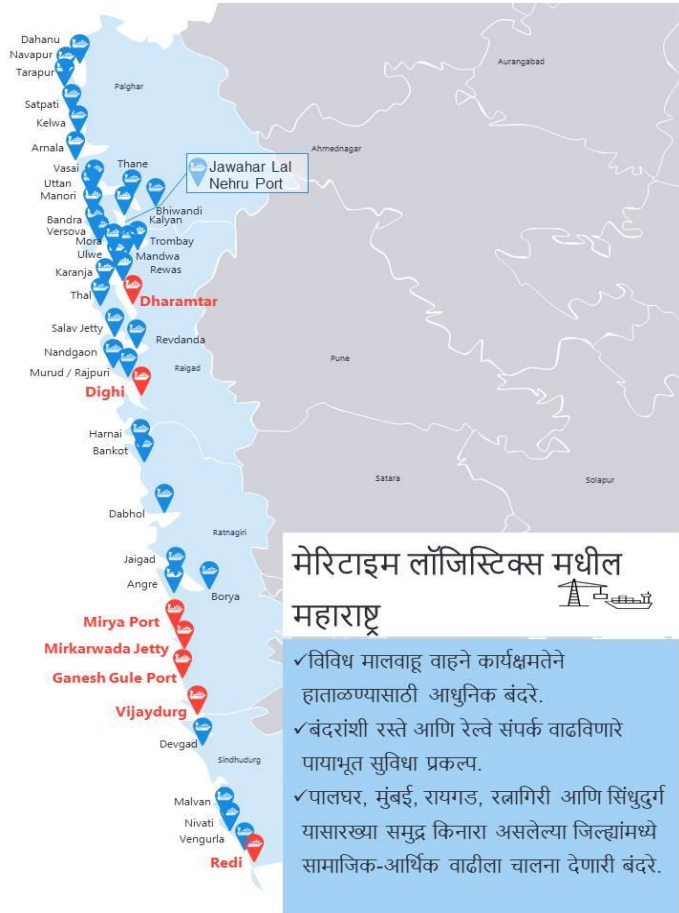 Dahanu
Navapur
Tarapur
Palghar
Aurangabad
Satpati
Kelwa
Arnala
Ahmednagar
Vasai
Thane
Jawahar Lal
Nehru Port
Uttan
Manori
Bhiwandi
Bandra
Kalyan
Versova
Mora
Trombay
Ulwe
Mandwa
Karanja
Rewas
Thal
Dharamtar
Salav Jetty
Revdanda
Nandgaon
Pune
Murud / Rajpuri
Raigad
Dighi
Harnai
Bankot
Satara
Solapur
Dabhol
Ratnagiri
Jaigad
Angre
Borya
Mirya Port
Mirkarwada Jetty
Ganesh Gule Port
Vijaydurg
Devgad
Sindhudurg
Malvan
Nivati
Vengurla
Redi
मेरिटाइम लॉजिस्टिक्स मधील
महाराष्ट्र
✓विविध मालवाहू वाहने कार्यक्षमतेने
हाताळण्यासाठी आधुनिक बंदरे.
✓बंदरांशी रस्ते आणि रेल्वे संपर्क वाढविणारे
पायाभूत सुविधा प्रकल्प.
✓पालघर, मुंबई, रायगड, रत्नागिरी आणि सिंधुदुर्ग
यासारख्या समुद्र किनारा असलेल्या जिल्ह्यांमध्ये
सामाजिक-आर्थिक वाढीला चालना देणारी बंदरे.